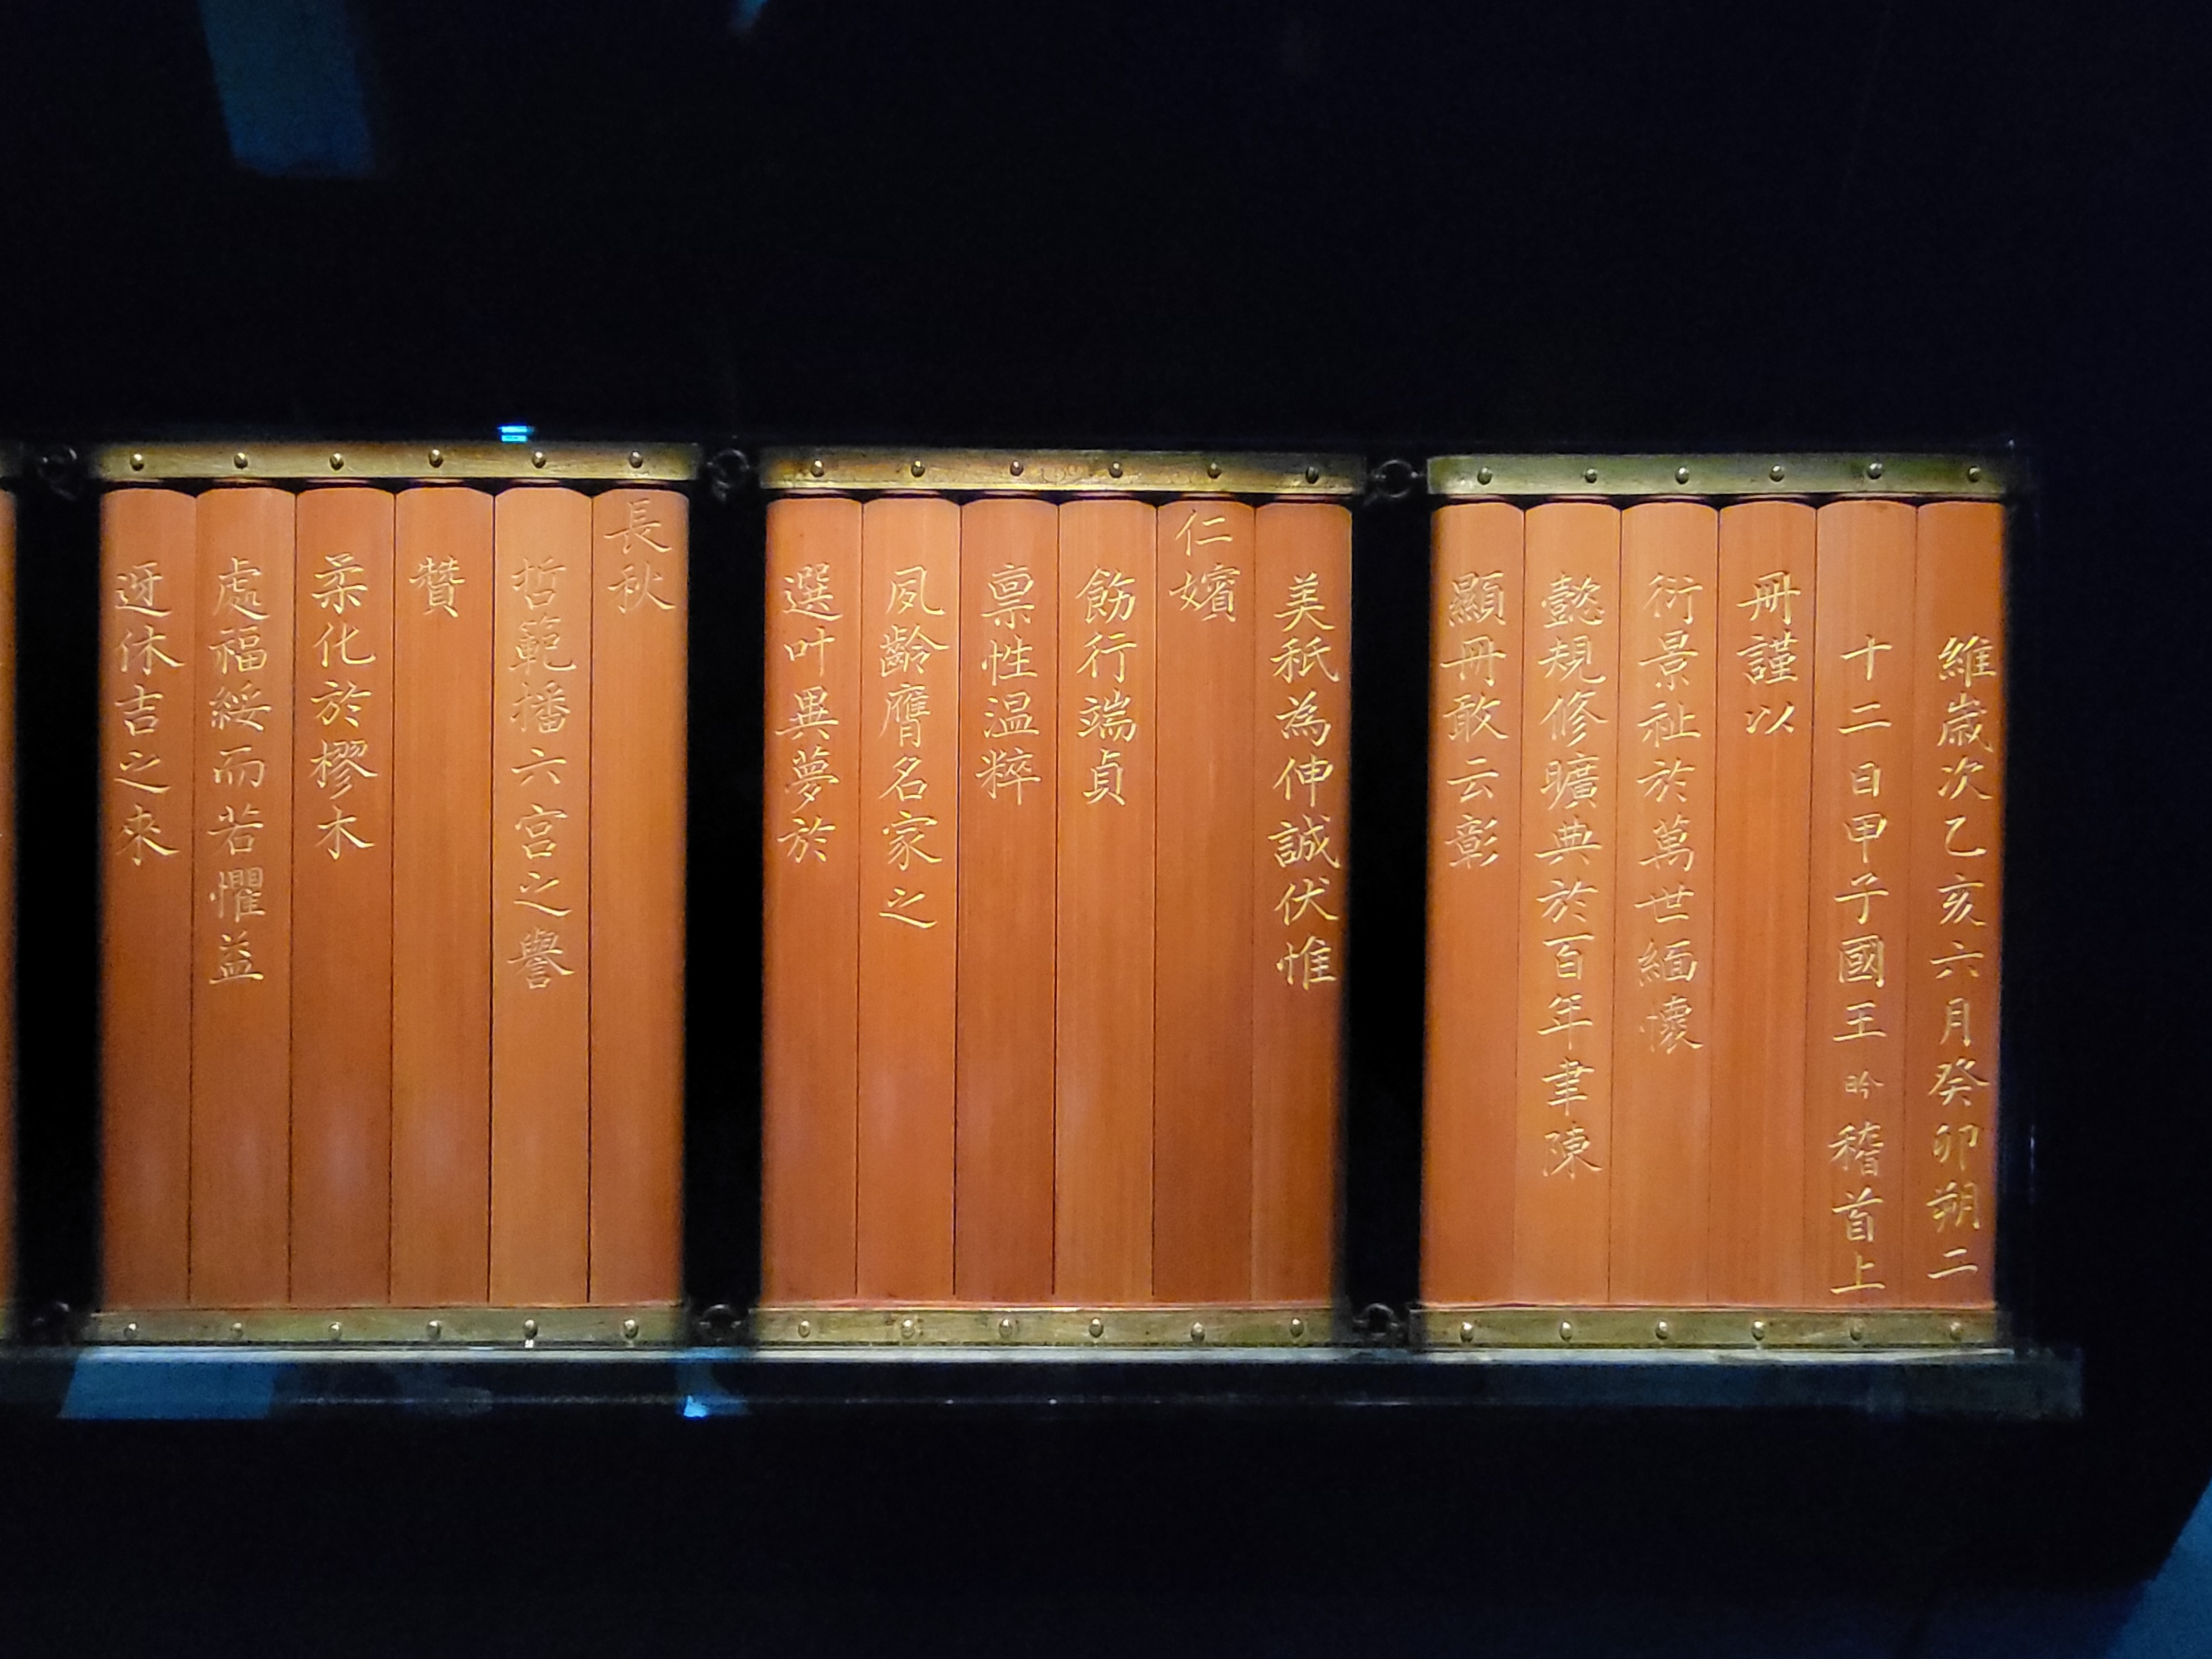 維歲次乙亥六月癸卯朔二
十二日甲子國王昑稽首上
冊謹以
衍景祉於萬世緬懷
懿規修曠典於百年聿陳
顯冊敢云彰
美秖為伸誠伏惟
仁嬪
飭行端貞
禀性温粹
夙齡膺名家之
選叶異夢於
長秋
哲範播六宮之譽
贊
柔化於樛木
處福綏而若懼益
迓休吉之來